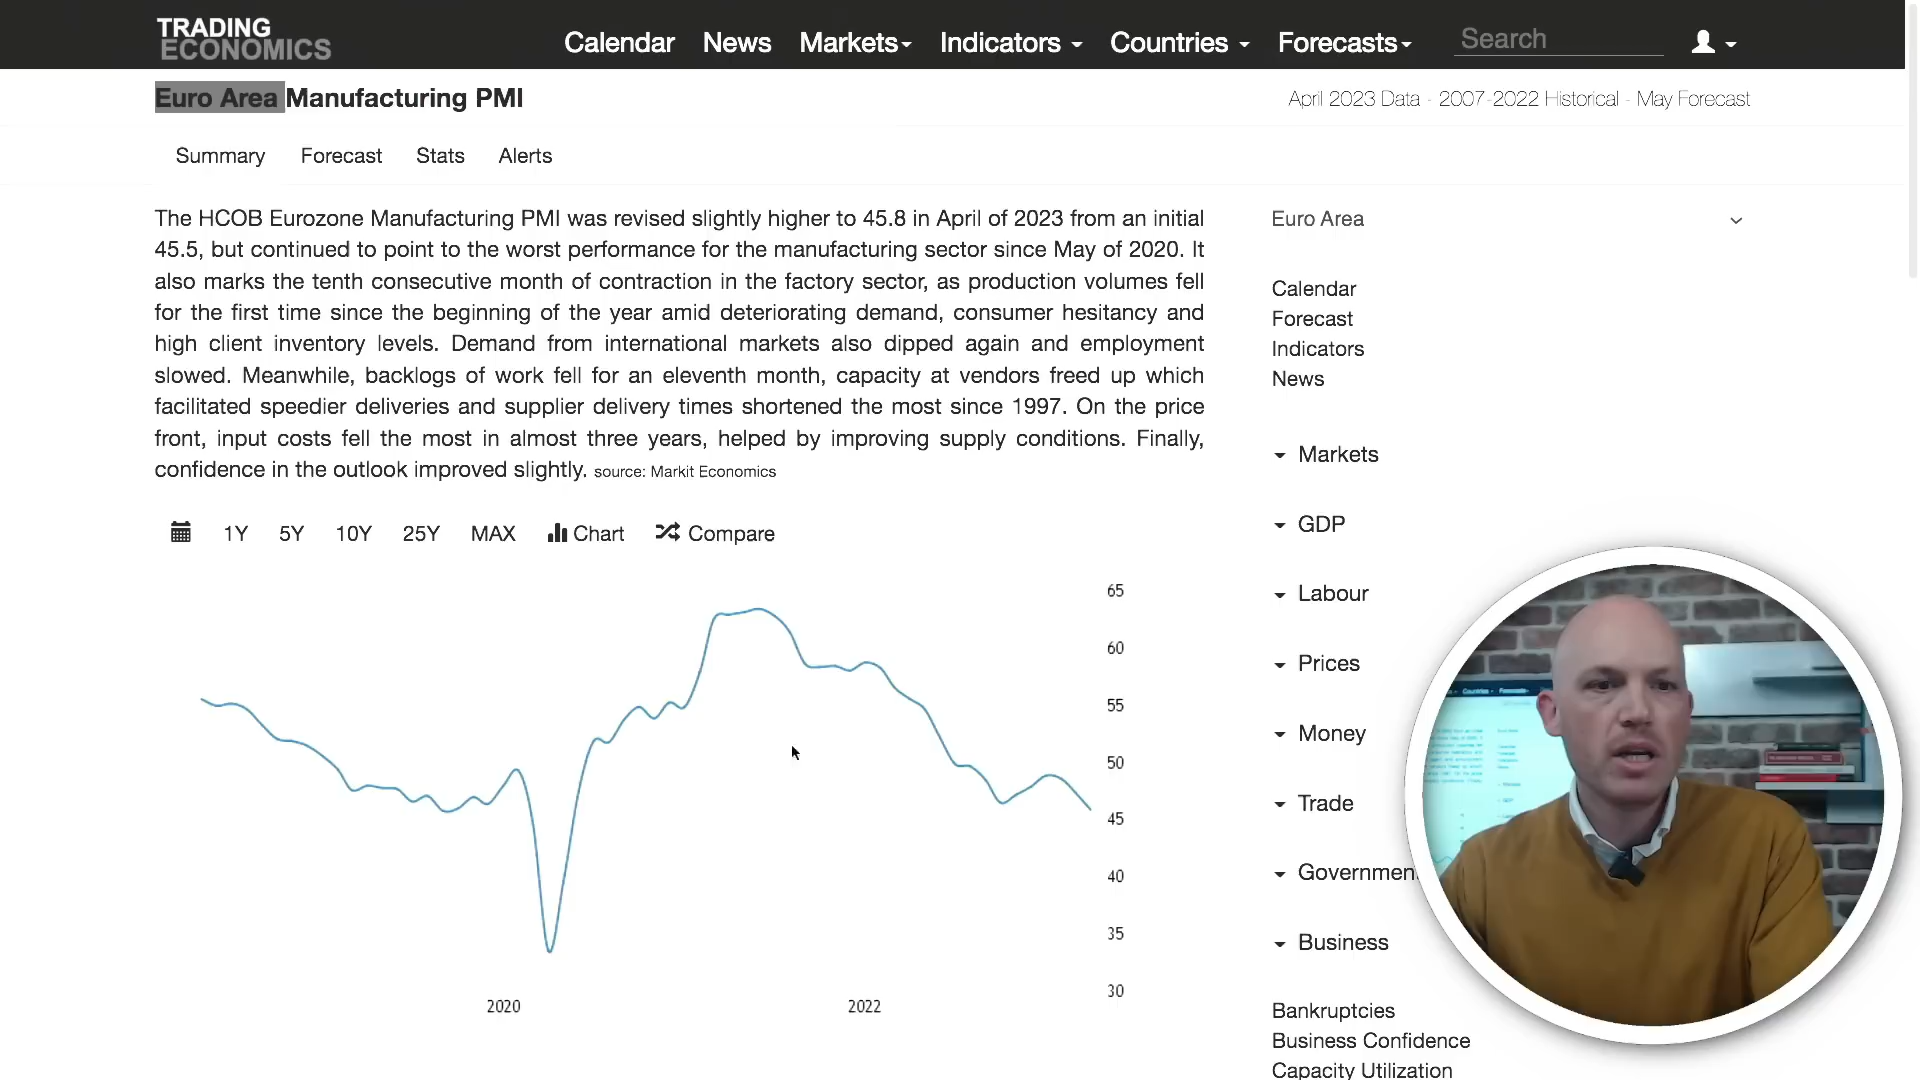 TRADING
ECONOMICS
Calendar News Markets Indicators Countries Forecasts Search
Euro Area Manufacturing PMI
April 2023 Data - 2007-2022 Historical - May Forecast
Summary Forecast Stats Alerts
The HCOB Eurozone Manufacturing PMI was revised slightly higher to 45.8 in April of 2023 from an initial
45.5, but continued to point to the worst performance for the manufacturing sector since May of 2020. It
also marks the tenth consecutive month of contraction in the factory sector, as production volumes fell
for the first time since the beginning of the year amid deteriorating demand, consumer hesitancy and
high client inventory levels. Demand from international markets also dipped again and employment
slowed. Meanwhile, backlogs of work fell for an eleventh month, capacity at vendors freed up which
facilitated speedier deliveries and supplier delivery times shortened the most since 1997. On the price
front, input costs fell the most in almost three years, helped by improving supply conditions. Finally,
confidence in the outlook improved slightly. source: Markit Economics
1Y 5Y 10Y 25Y MAX Chart Compare
65
60
55
50
45
40
35
30
2020 2022
Euro Area
Calendar
Forecast
Indicators
News
Markets
GDP
Labour
Prices
Money
Trade
Governmen
Business
Bankruptcies
Business Confidence
Capacity Utilization